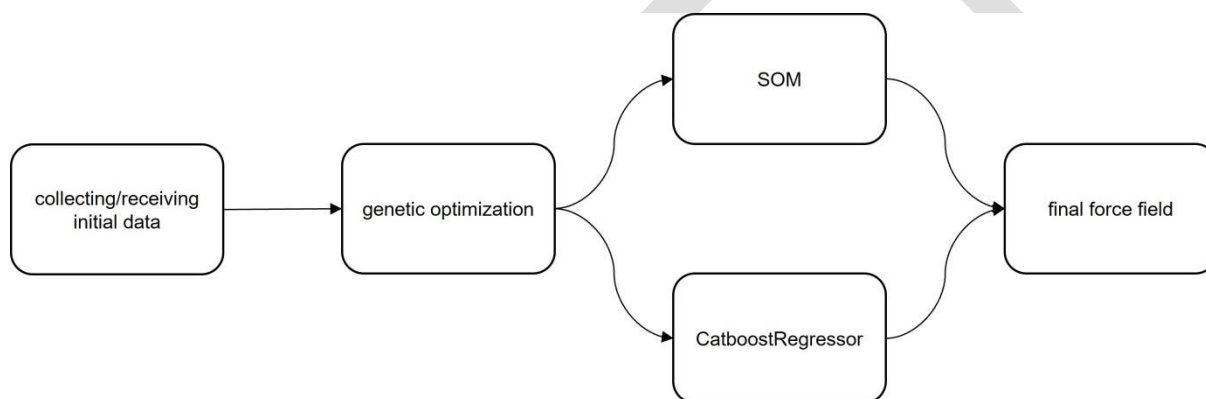 collecting/receiving
initial data
genetic optimization
SOM
CatboostRegressor
final force field